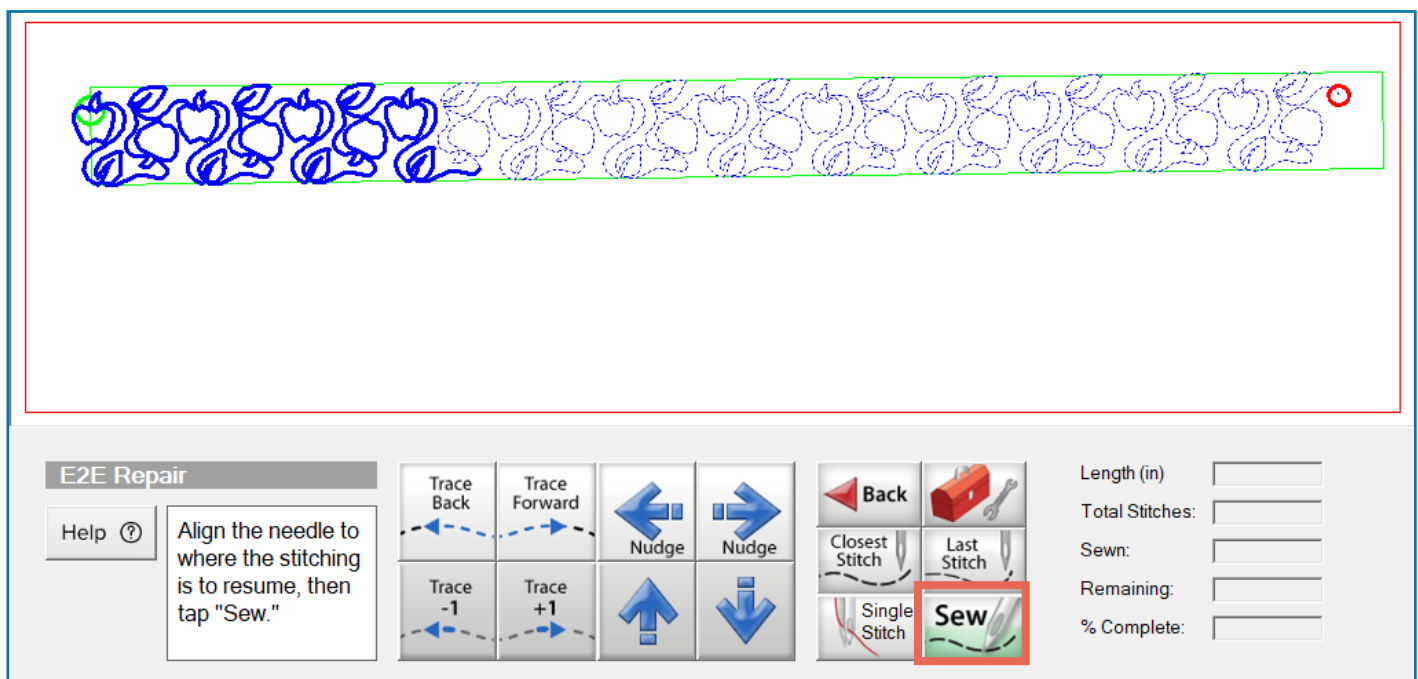 E2E Repair
Help ?
Align the needle to
where the stitching
is to resume, then
tap "Sew."
Trace
Back
Trace
Forward
Nudge
Nudge
Trace
-1
Trace
+1
Back
Closest
Stitch
Last
Stitch
Single
Stitch
Sew
Length (in)
Total Stitches:
Sewn:
Remaining:
% Complete: